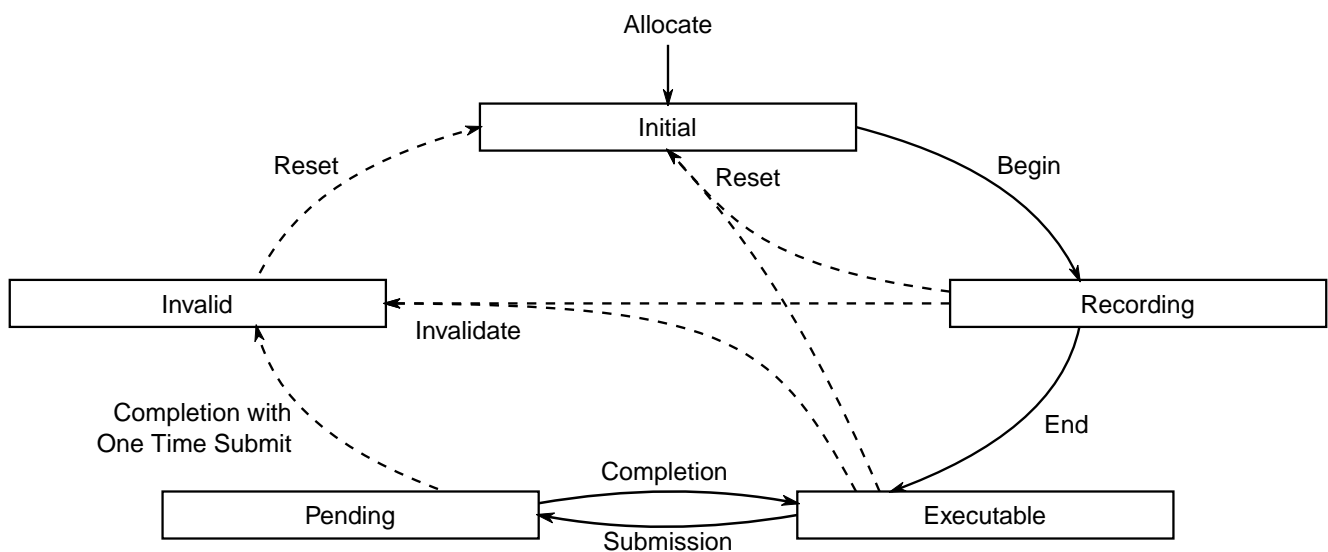 Allocate
Initial
Reset
Reset
Begin
Invalid
Recording
Invalidate
Completion with
One Time Submit
End
Completion
Pending
Executable
Submission